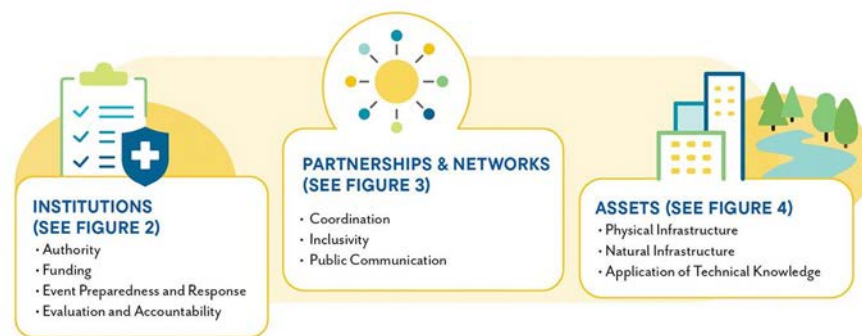 INSTITUTIONS
(SEE FIGURE 2)
• Authority
• Funding
• Event Preparedness and Response
• Evaluation and Accountability
PARTNERSHIPS & NETWORKS
(SEE FIGURE 3)
• Coordination
• Inclusivity
• Public Communication
ASSETS (SEE FIGURE 4)
• Physical Infrastructure
• Natural Infrastructure
• Application of Technical Knowledge